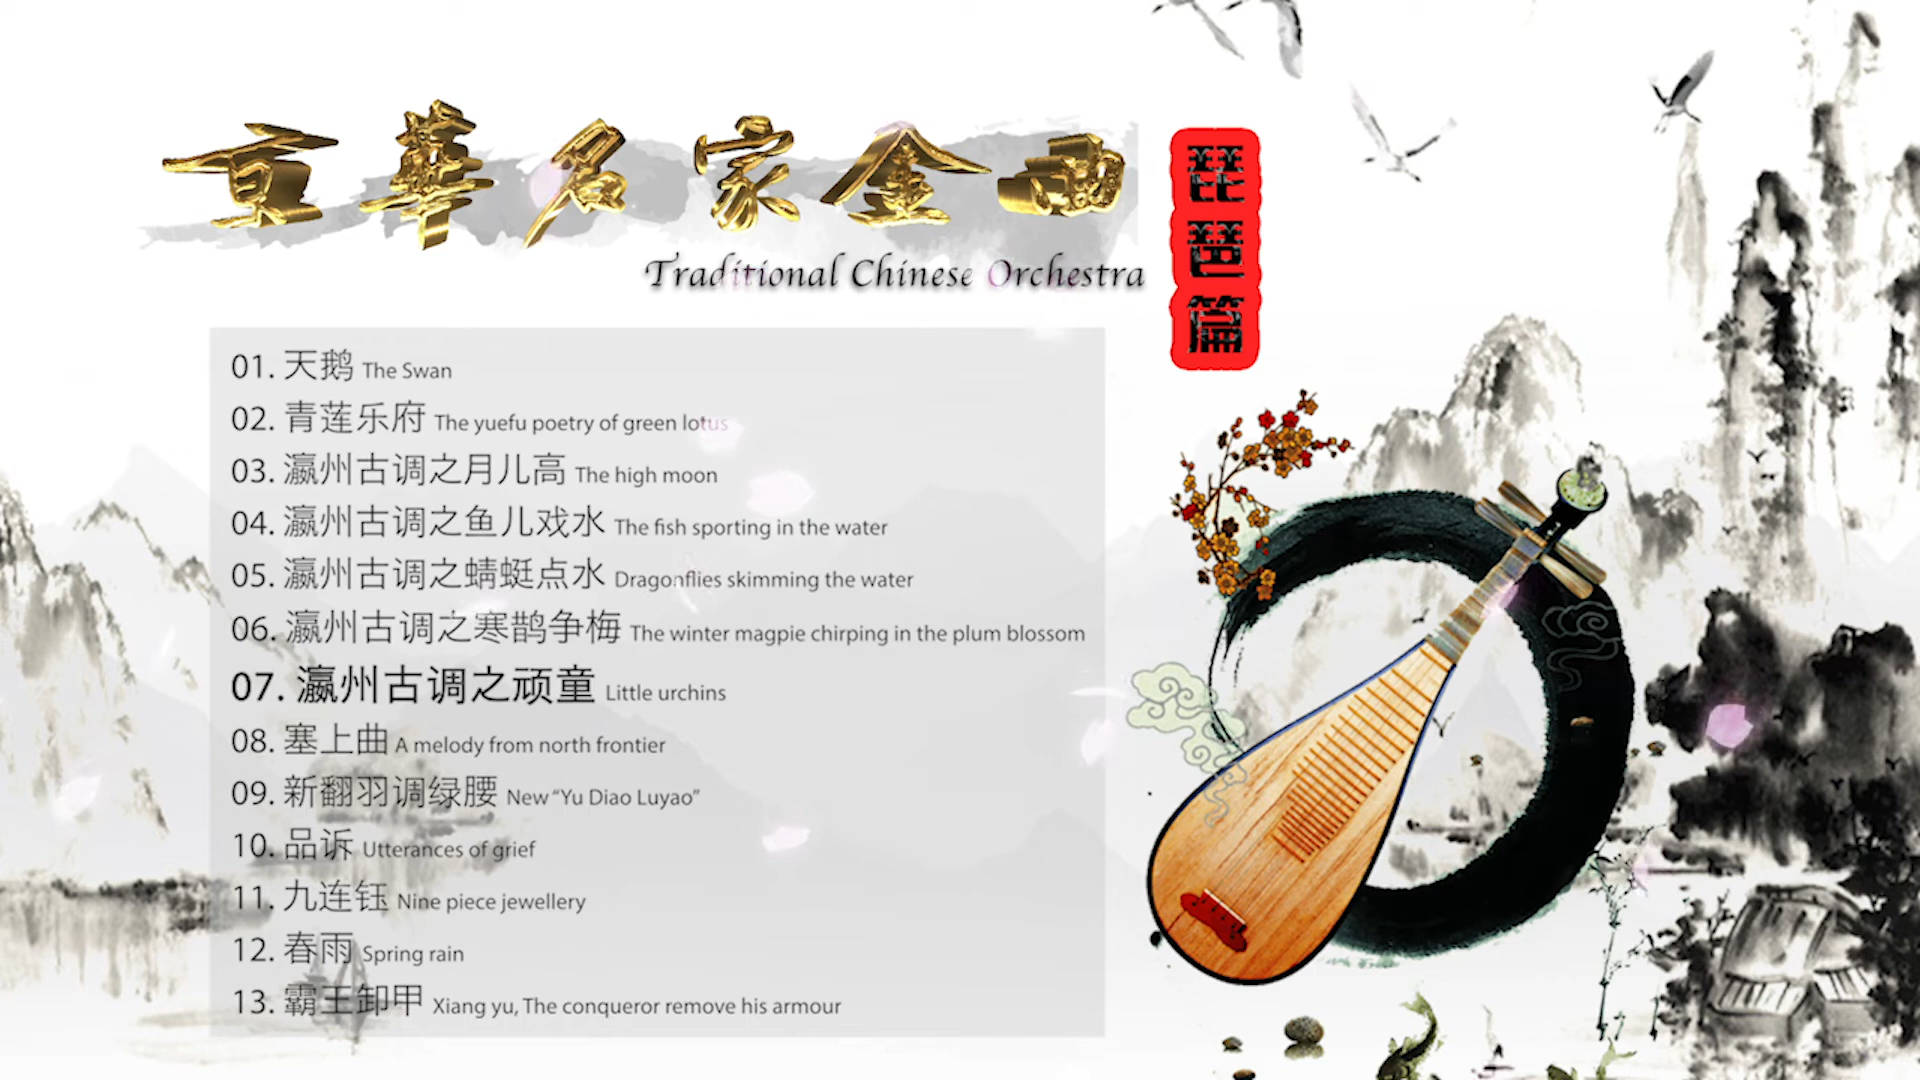 京華名家金曲
Traditional Chinese Orchestra
琵琶篇
01. 天鹅 The Swan
02. 青莲乐府 The yuefu poetry of green lotus
03. 瀛州古调之月儿高 The high moon
04. 瀛州古调之鱼儿戏水 The fish sporting in the water
05. 瀛州古调之蜻蜓点水 Dragonflies skimming the water
06. 瀛州古调之寒鹊争梅 The winter magpie chirping in the plum blossom
07. 瀛州古调之顽童 Little urchins
08. 塞上曲 A melody from north frontier
09. 新翻羽调绿腰 New “Yu Diao Luyao”
10. 品诉 Utterances of grief
11. 九连钰 Nine piece jewellery
12. 春雨 Spring rain
13. 霸王卸甲 Xiang yu, The conqueror remove his armour